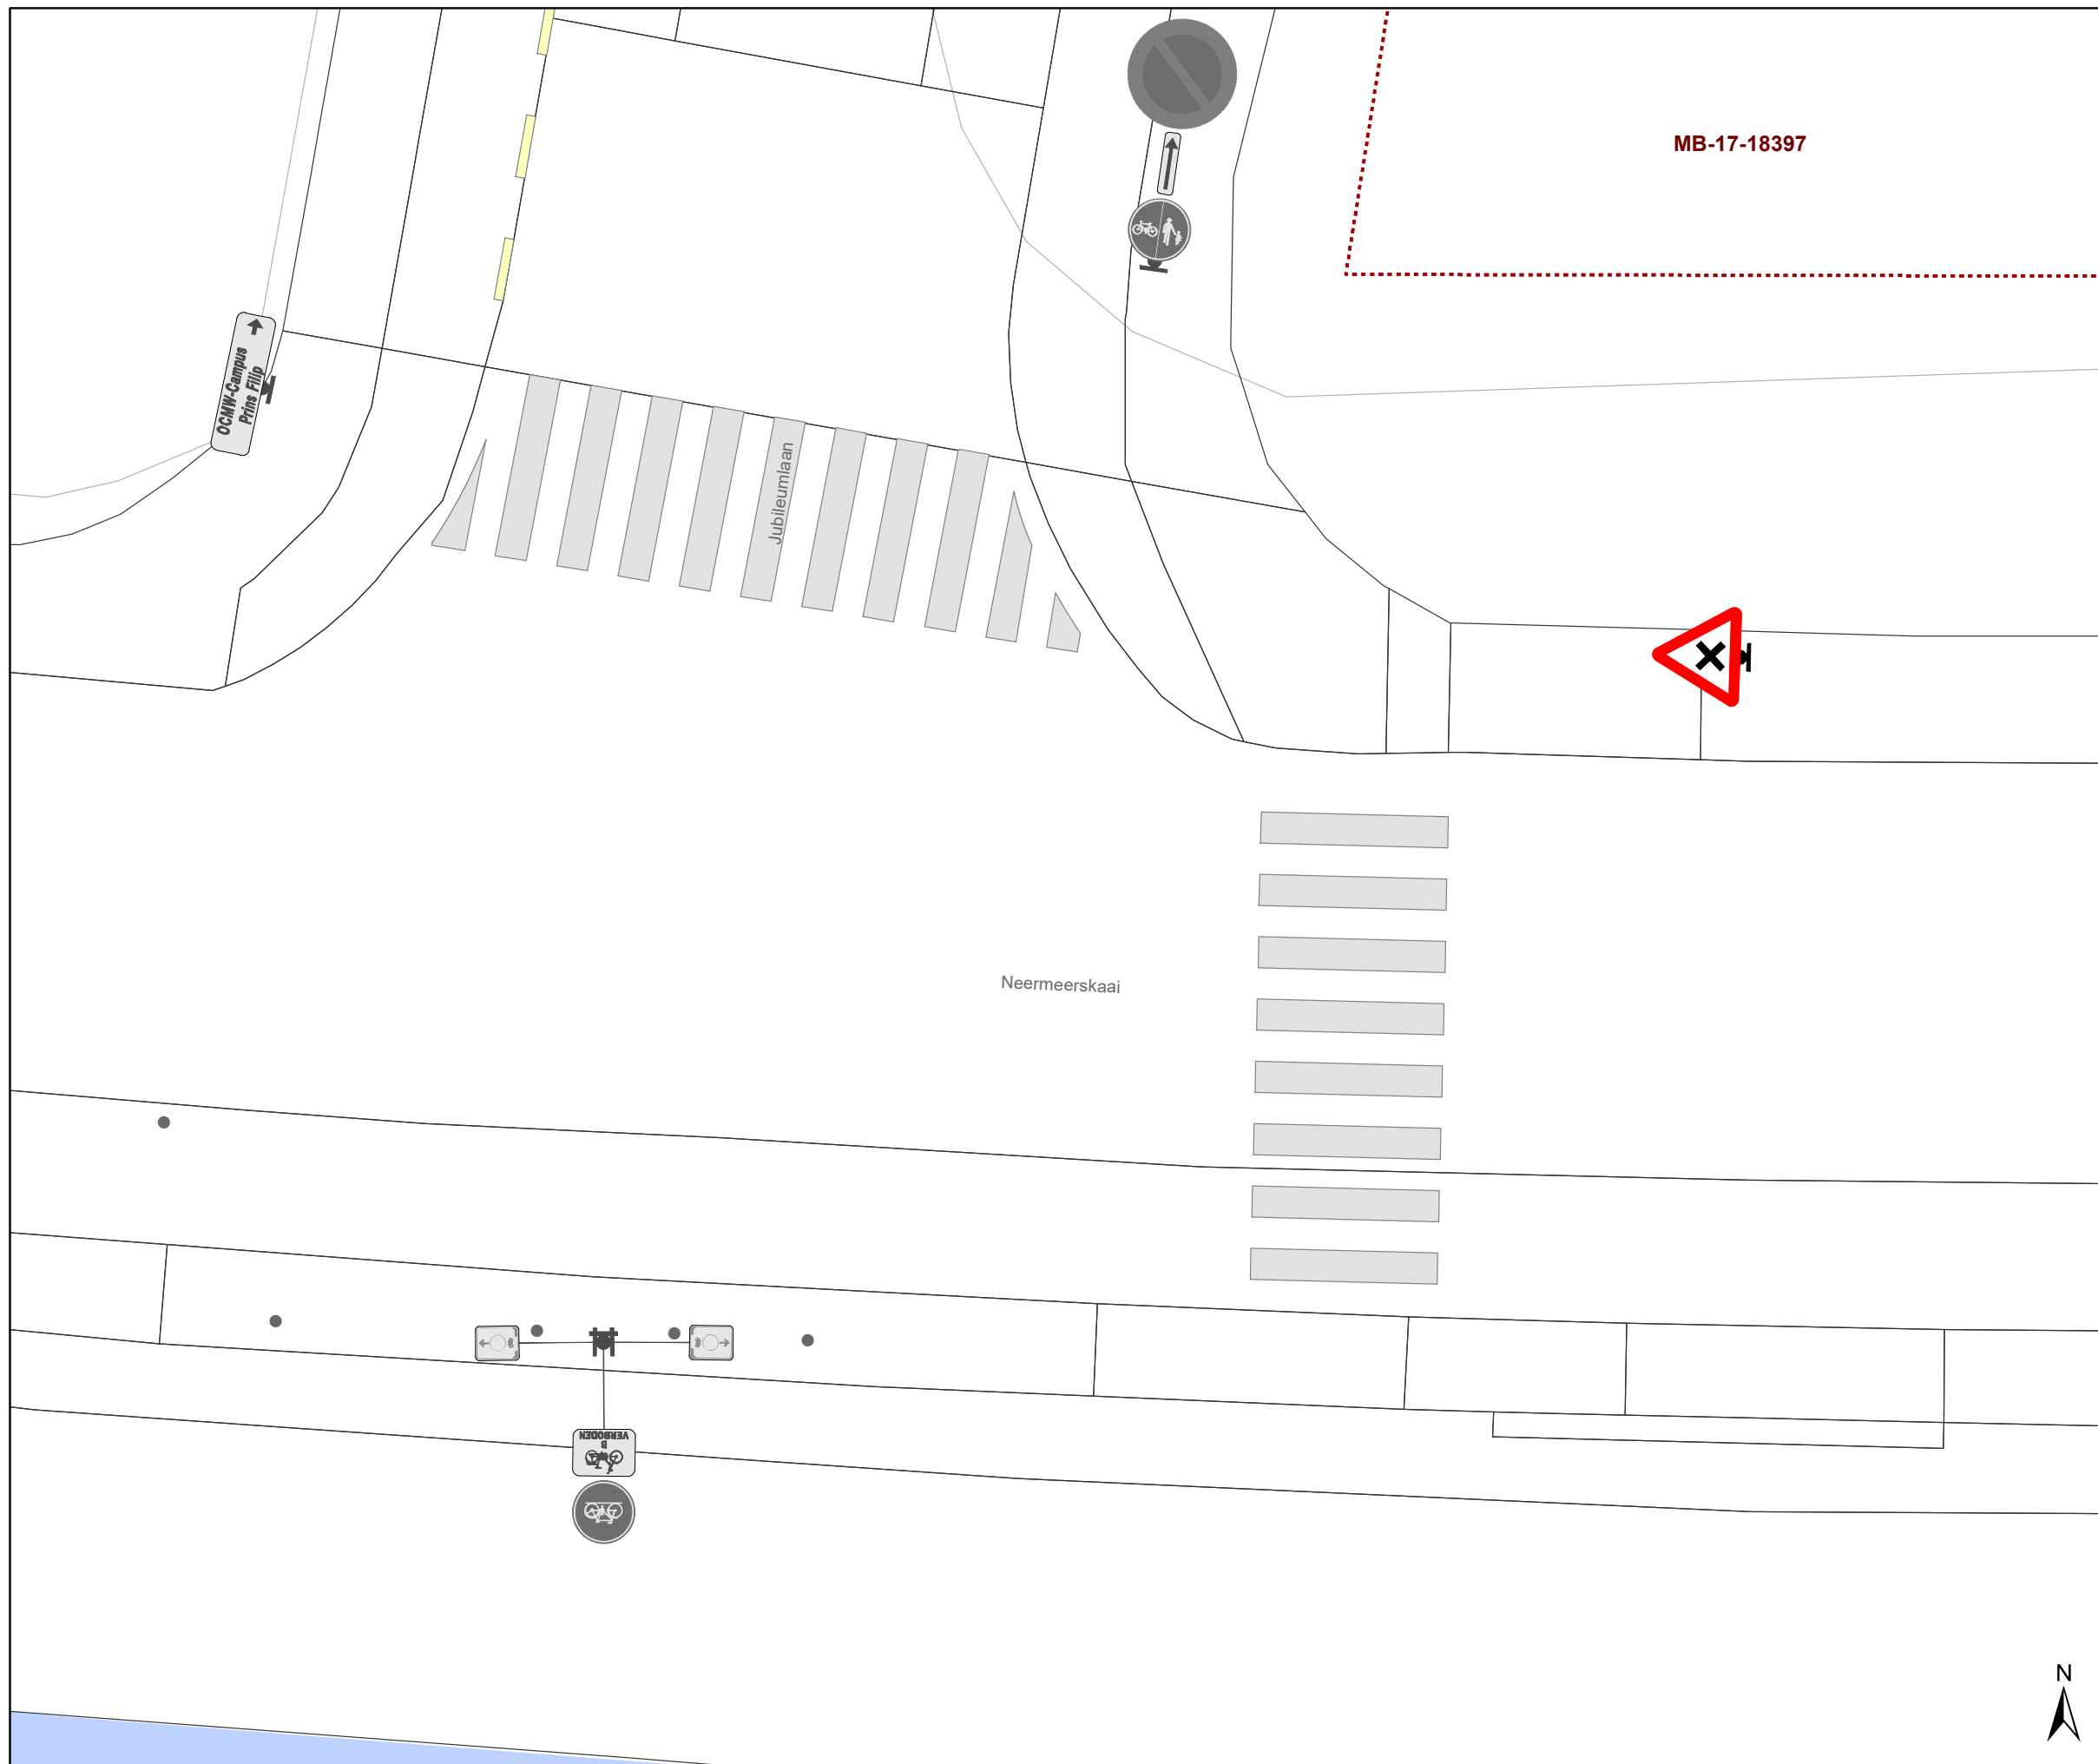 MB-17-18397
OCMW-Campus
Prins Filip
Jubileumlaan
Neermeerskaai
VERBODEN
B
N